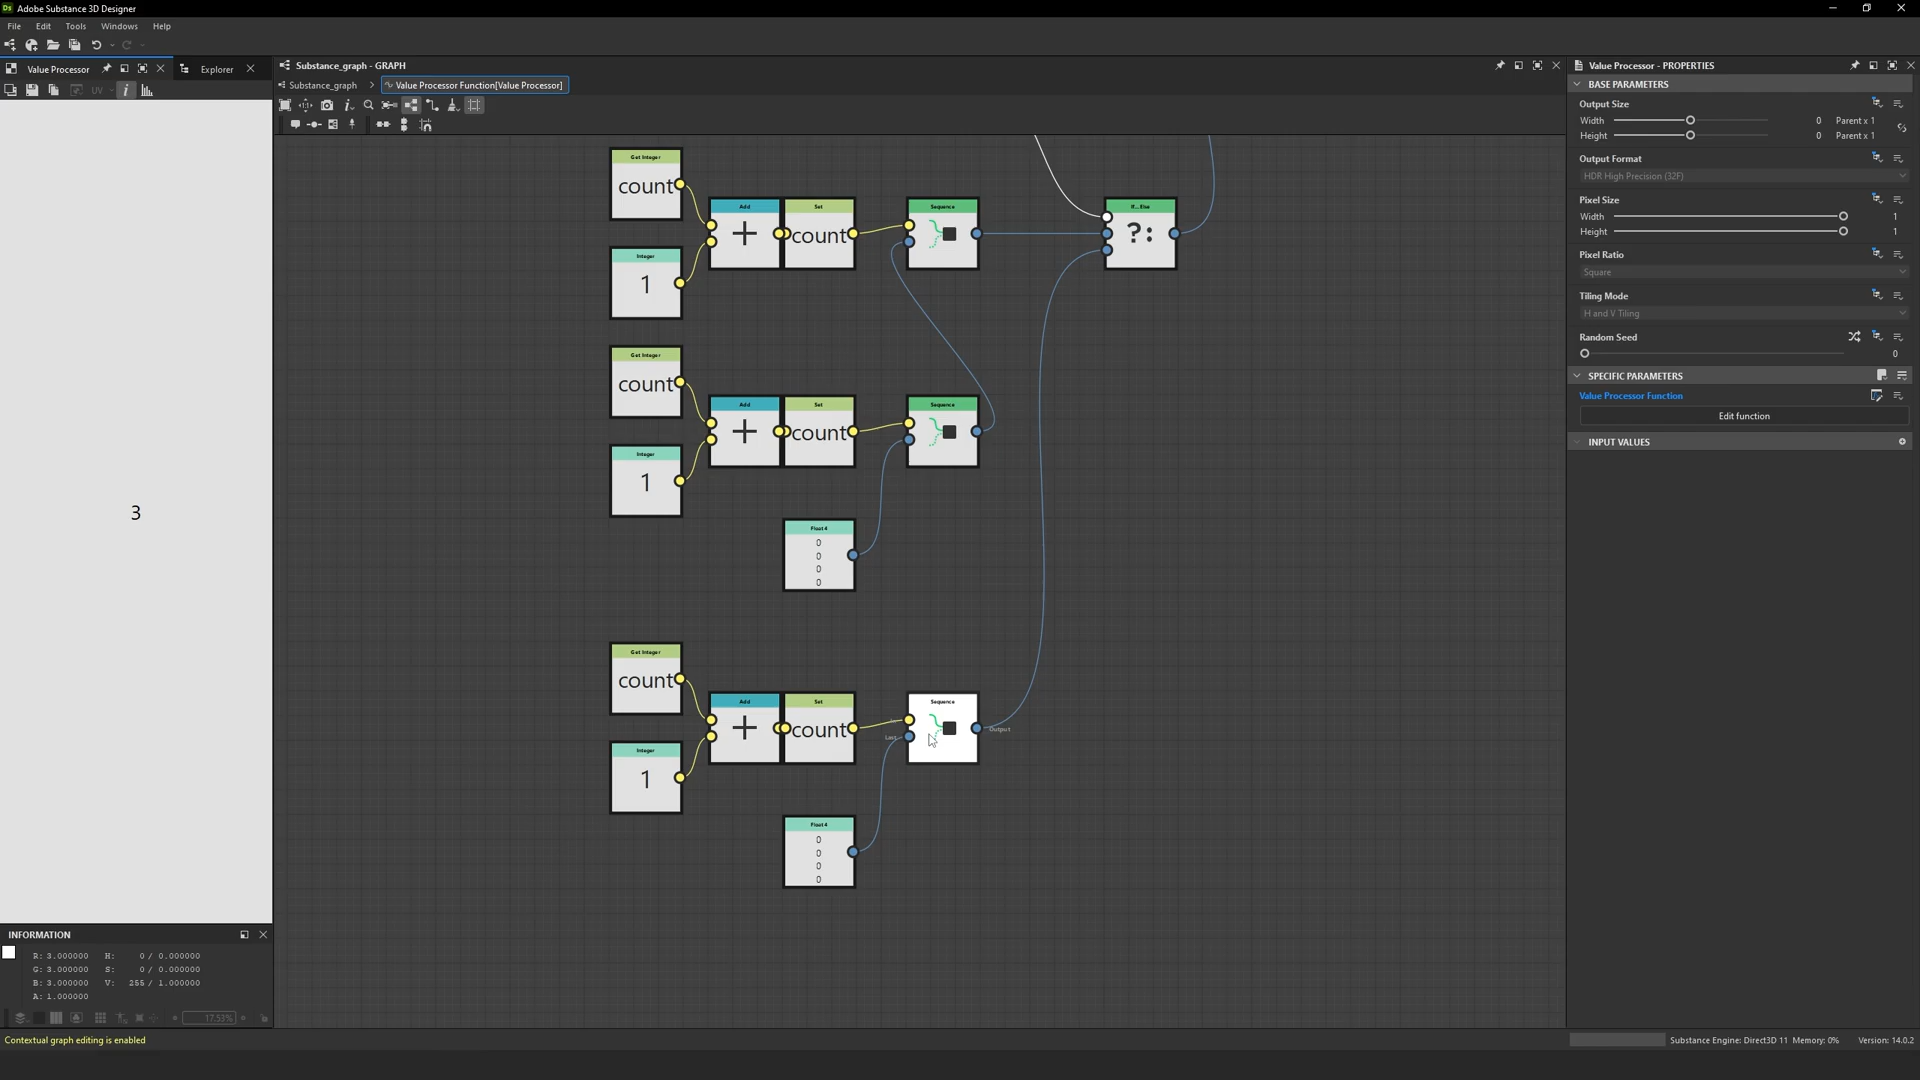 Adobe Substance 3D Designer
File Edit Tools Windows Help
Value Processor
Explorer
UV
Substance_graph - GRAPH
Substance_graph > Value Processor Function[Value Processor]
Get Integer
count
Integer
1
Add
+
Set
count
Sequence
If...Else
?:
Get Integer
count
Integer
1
Add
+
Set
count
Sequence
Float4
0
0
0
0
Get Integer
count
Integer
1
Add
+
Set
count
Sequence
Last
Output
Float4
0
0
0
0
3
INFORMATION
R: 3.000000 H: 0 / 0.000000
G: 3.000000 S: 0 / 0.000000
B: 3.000000 V: 255 / 1.000000
A: 1.000000
17.53%
Value Processor - PROPERTIES
BASE PARAMETERS
Output Size
Width 0 Parent x 1
Height 0 Parent x 1
Output Format
HDR High Precision (32F)
Pixel Size
Width 1
Height 1
Pixel Ratio
Square
Tiling Mode
H and V Tiling
Random Seed
0
SPECIFIC PARAMETERS
Value Processor Function
Edit function
INPUT VALUES
Contextual graph editing is enabled
Substance Engine: Direct3D 11 Memory: 0% Version: 14.0.2